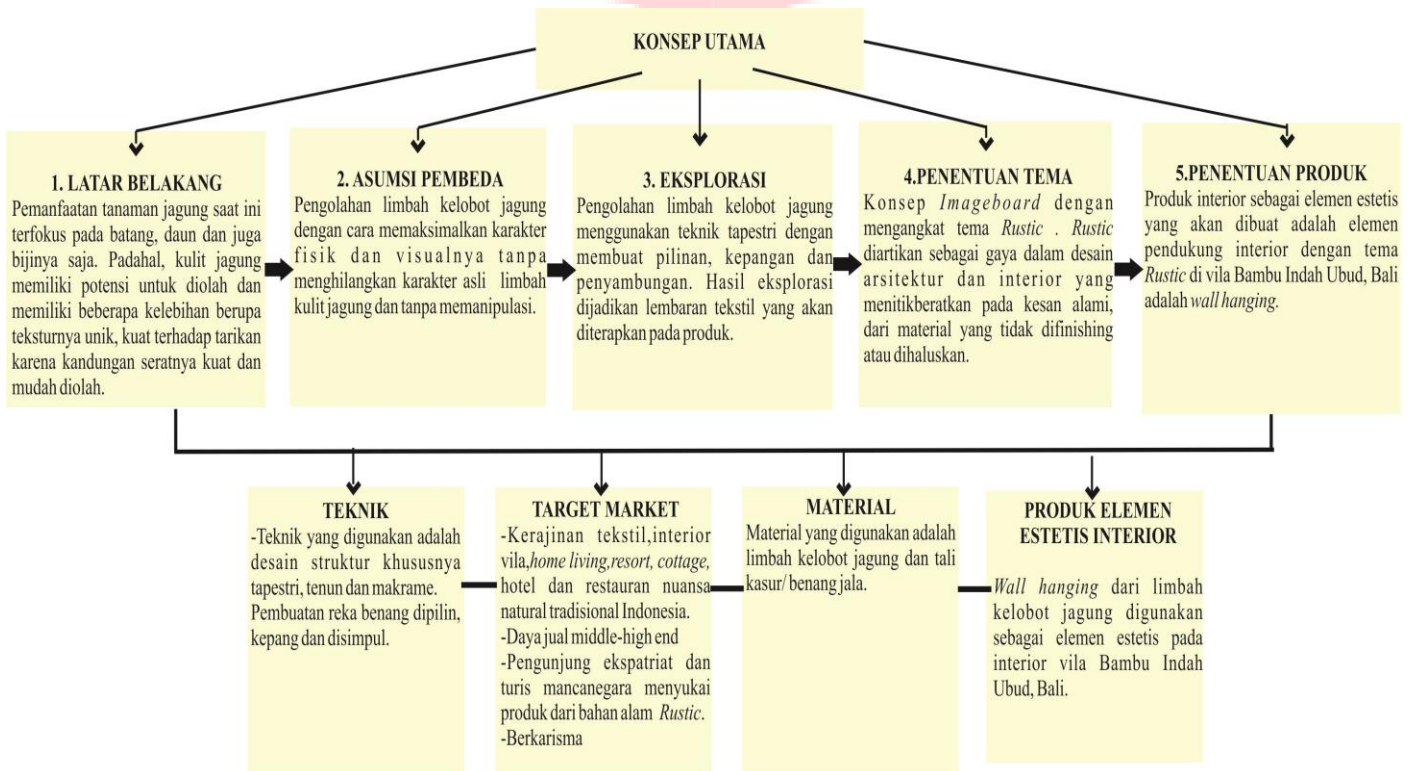 KONSEP UTAMA
1. LATAR BELAKANG
Pemanfaatan tanaman jagung saat ini
terfokus pada batang, daun dan juga
bijinya saja. Padahal, kulit jagung
memiliki potensi untuk diolah dan
memiliki beberapa kelebihan berupa
teksturnya unik, kuat terhadap tarikan
karena kandungan seratnya kuat dan
mudah diolah.
2. ASUMSI PEMBEDA
Pengolahan limbah kelobot jagung
dengan cara memaksimalkan karakter
fisik dan visualnya tanpa
menghilangkan karakter asli limbah
kulit jagung dan tanpa memanipulasi.
3. EKSPLORASI
Pengolahan limbah kelobot jagung
menggunakan teknik tapestri dengan
membuat pilinan, kepangan dan
penyambungan. Hasil eksplorasi
dijadikan lembaran tekstil yang akan
diterapkan pada produk.
4.PENENTUAN TEMA
Konsep Imageboard dengan
mengangkat tema Rustic . Rustic
diartikan sebagai gaya dalam desain
arsitektur dan interior yang
menitikberatkan pada kesan alami,
dari material yang tidak difinishing
atau dihaluskan.
5.PENENTUAN PRODUK
Produk interior sebagai elemen estetis
yang akan dibuat adalah elemen
pendukung interior dengan tema
Rustic di vila Bambu Indah Ubud, Bali
adalah wall hanging.
TEKNIK
-Teknik yang digunakan adalah
desain struktur khususnya
tapestri, tenun dan makrame.
Pembuatan reka benang dipilin,
kepang dan disimpul.
TARGET MARKET
-Kerajinan tekstil,interior
vila,home living,resort, cottage,
hotel dan restauran nuansa
natural tradisional Indonesia.
-Daya jual middle-high end
-Pengunjung ekspatriat dan
turis mancanegara menyukai
produk dari bahan alam Rustic.
-Berkarisma
MATERIAL
Material yang digunakan adalah
limbah kelobot jagung dan tali
kasur/ benang jala.
PRODUK ELEMEN
ESTETIS INTERIOR
Wall hanging dari limbah
kelobot jagung digunakan
sebagai elemen estetis pada
interior vila Bambu Indah
Ubud, Bali.